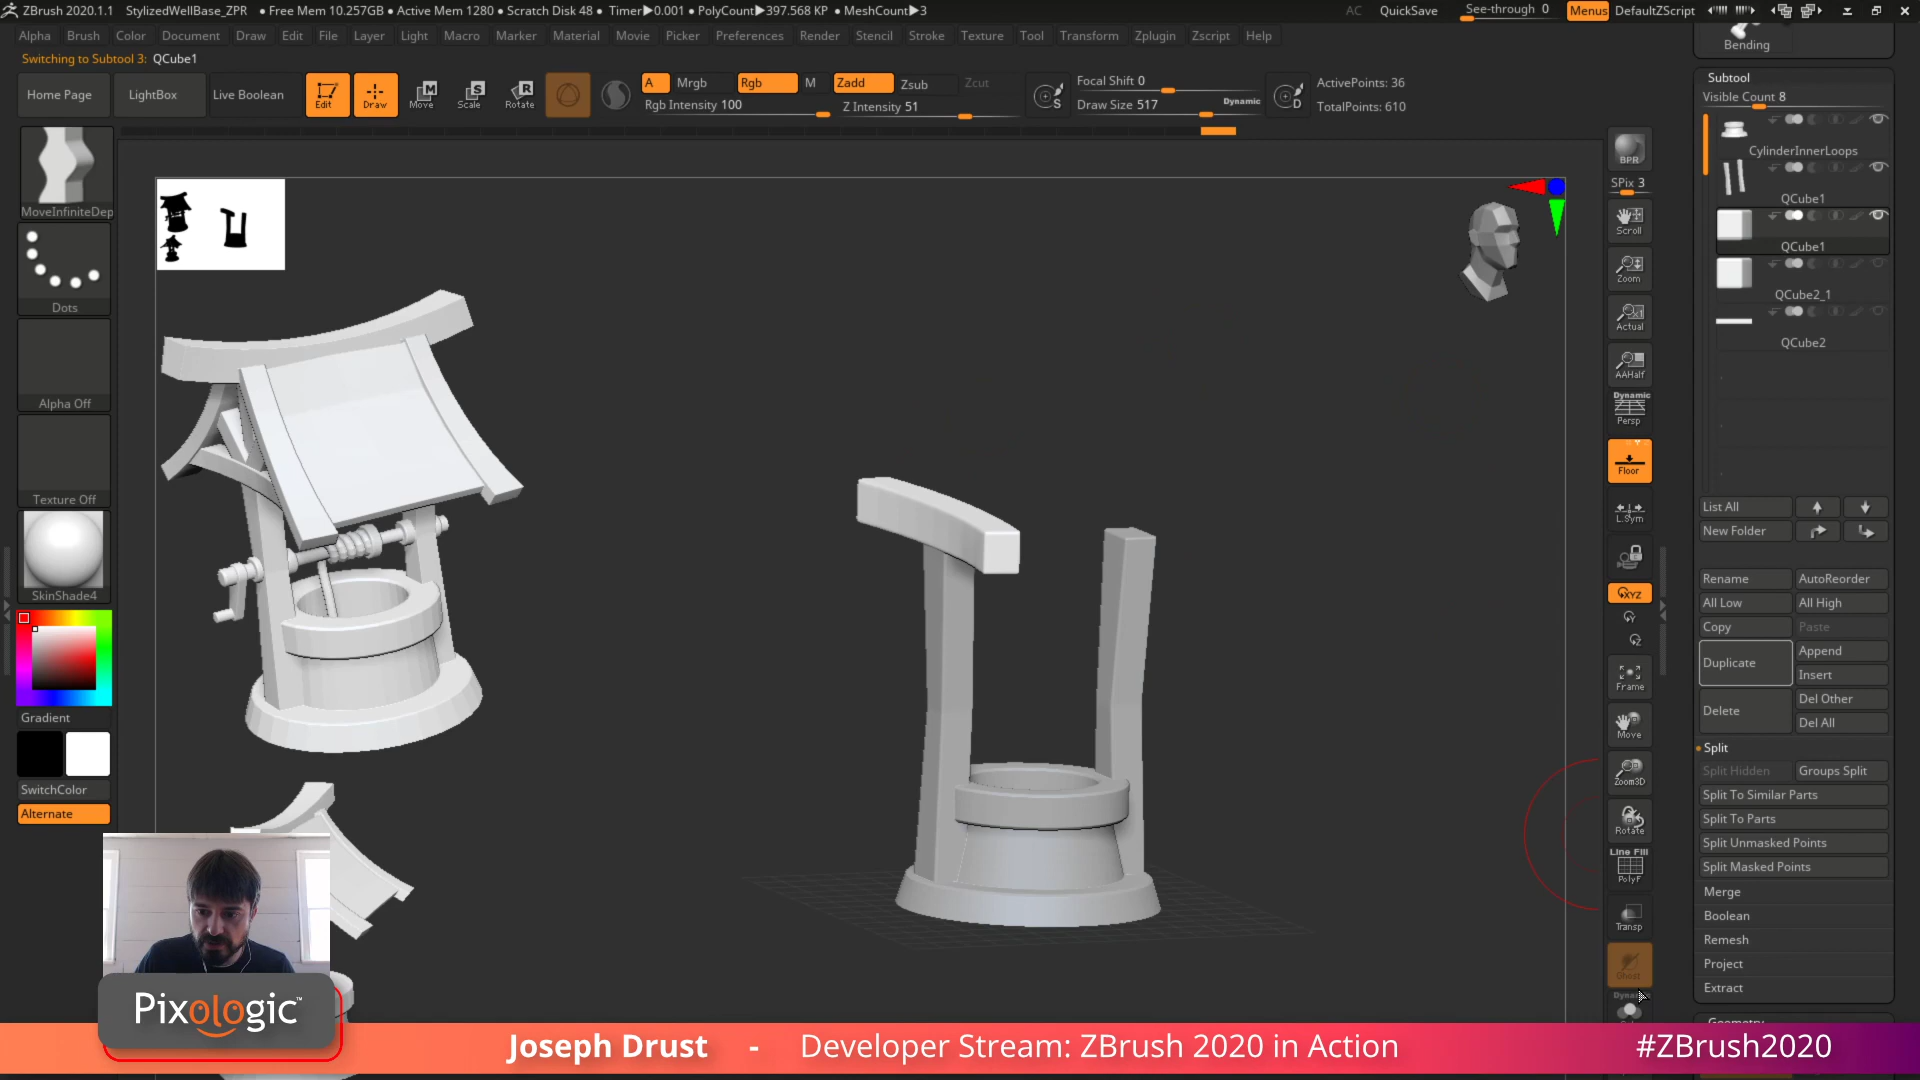 ZBrush 2020.1.1 StylizedWellBase_ZPR • Free Mem 10.257GB • Active Mem 1280 • Scratch Disk 48 • Timer▶0.001 • PolyCount▶397.568 KP • MeshCount▶3 AC QuickSave See-through 0 Menus DefaultZScript
Alpha Brush Color Document Draw Edit File Layer Light Macro Marker Material Movie Picker Preferences Render Stencil Stroke Texture Tool Transform Zplugin Zscript Help
Switching to Subtool 3: QCube1
Home Page LightBox Live Boolean Edit Draw Move Scale Rotate
A Mrgb Rgb M Zadd Zsub Zcut
Rgb Intensity 100 Z Intensity 51
Focal Shift 0
Draw Size 517 Dynamic
ActivePoints: 36
TotalPoints: 610
MoveInfiniteDep
Dots
Alpha Off
Texture Off
SkinShade4
Gradient
SwitchColor
Alternate
BPR
SPix 3
Scroll
Zoom
Actual
AAHalf
Dynamic
Persp
Floor
L.Sym
XYZ
Frame
Move
Zoom3D
Rotate
Line Fill
PolyF
Transp
Ghost
Bending
Subtool
Visible Count 8
CylinderInnerLoops
QCube1
QCube1
QCube2_1
QCube2
List All
New Folder
Rename AutoReorder
All Low All High
Copy Paste
Duplicate Append
Insert
Delete Del Other
Del All
Split
Split Hidden Groups Split
Split To Similar Parts
Split To Parts
Split Unmasked Points
Split Masked Points
Merge
Boolean
Remesh
Project
Extract
Pixologic™
Joseph Drust - Developer Stream: ZBrush 2020 in Action #ZBrush2020